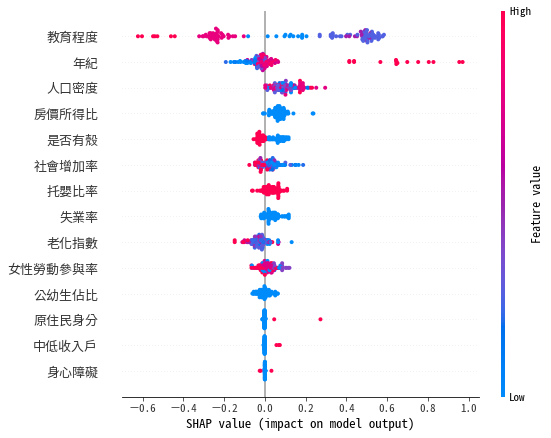 High
教育程度
年紀
人口密度
房價所得比
是否有殼
社會增加率
托嬰比率
失業率
老化指數
女性勞動參與率
公幼生佔比
原住民身分
中低收入戶
身心障礙
Feature value
Low
−0.6 −0.4 −0.2 0.0 0.2 0.4 0.6 0.8 1.0
SHAP value (impact on model output)